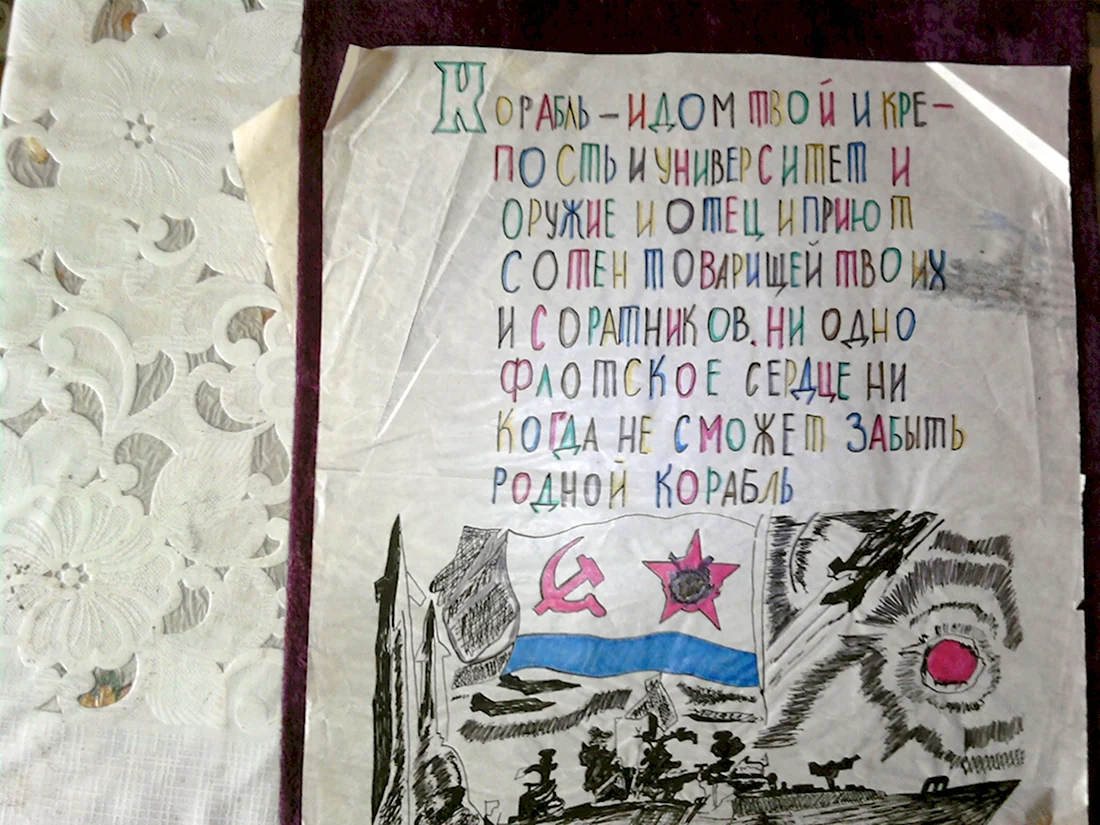 КОРАБЛЬ – И ДОМ ТВОЙ И КРЕ–
ПОСТЬ И УНИВЕРСИТЕТ И
ОРУЖИЕ И ОТЕЦ И ПРИЮТ
СОТЕН ТОВАРИЩЕЙ ТВОИХ
И СОРАТНИКОВ. НИ ОДНО
ФЛОТСКОЕ СЕРДЦЕ НИ
КОГДА НЕ СМОЖЕТ ЗАБЫТЬ
РОДНОЙ КОРАБЛЬ